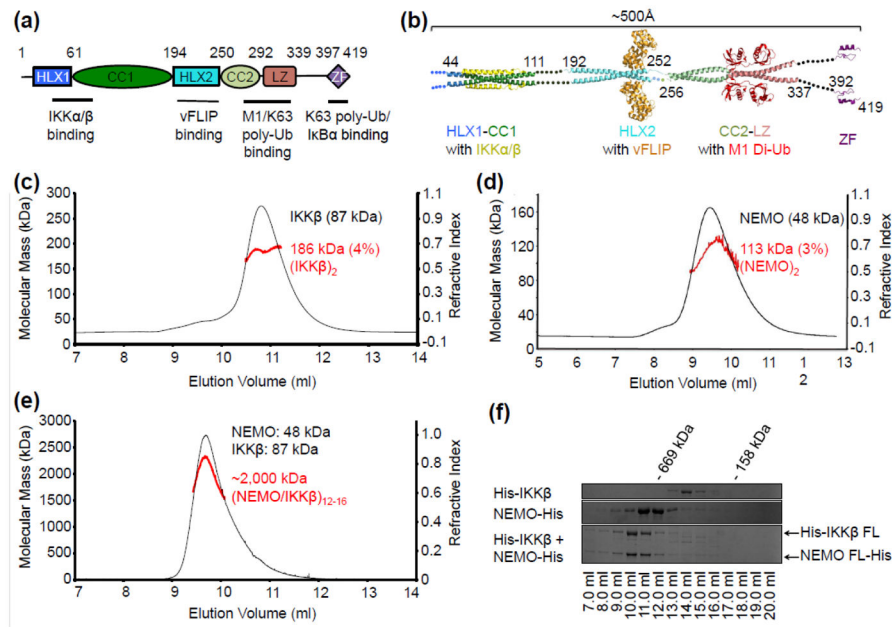 (a)
1 61 194 250 292 339 397 419
HLX1 CC1 HLX2 CC2 LZ ZF
IKKα/β
binding
vFLIP
binding
M1/K63
poly-Ub
binding
K63 poly-Ub/
IκBα binding
(b)
~500Å
44 111 192 252 256 337 392 419
HLX1-CC1
with IKKα/β
HLX2
with vFLIP
CC2-LZ
with M1 Di-Ub
ZF
(c)
Molecular Mass (kDa)
300
250
200
150
100
50
0
IKKβ (87 kDa)
186 kDa (4%)
(IKKβ)2
1.1
0.9
0.7
0.5
0.3
0.1
-0.1
Refractive Index
7 8 9 10 11 12 13 14
Elution Volume (ml)
(d)
Molecular Mass (kDa)
160
120
80
40
0
NEMO (48 kDa)
113 kDa (3%)
(NEMO)2
1.1
0.9
0.7
0.5
0.3
0.1
-0.1
Refractive Index
5 6 7 8 9 10 11 1 13
2
Elution Volume (ml)
(e)
Molecular Mass (kDa)
3000
2500
2000
1500
1000
500
0
NEMO: 48 kDa
IKKβ: 87 kDa
~2,000 kDa
(NEMO/IKKβ)12-16
1.0
0.8
0.6
0.4
0.2
0
Refractive Index
7 8 9 10 11 12 13 14
Elution Volume (ml)
(f)
- 669 kDa
- 158 kDa
His-IKKβ
NEMO-His
His-IKKβ +
NEMO-His
His-IKKβ FL
NEMO FL-His
7.0 ml
8.0 ml
9.0 ml
10.0 ml
11.0 ml
12.0 ml
13.0 ml
14.0 ml
15.0 ml
16.0 ml
17.0 ml
18.0 ml
19.0 ml
20.0 ml